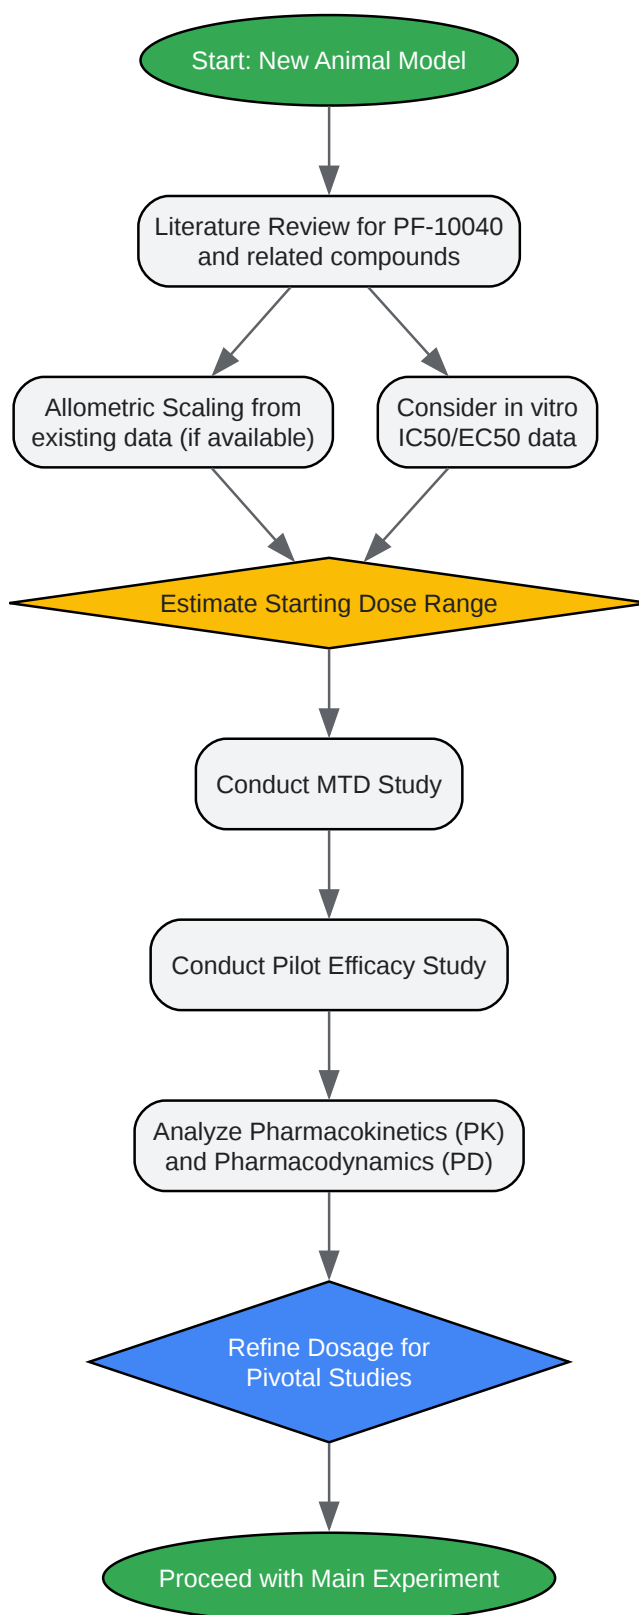 Start: New Animal Model
Literature Review for PF-10040
and related compounds
Allometric Scaling from
existing data (if available)
Consider in vitro
IC50/EC50 data
Estimate Starting Dose Range
Conduct MTD Study
Conduct Pilot Efficacy Study
Analyze Pharmacokinetics (PK)
and Pharmacodynamics (PD)
Refine Dosage for
Pivotal Studies
Proceed with Main Experiment